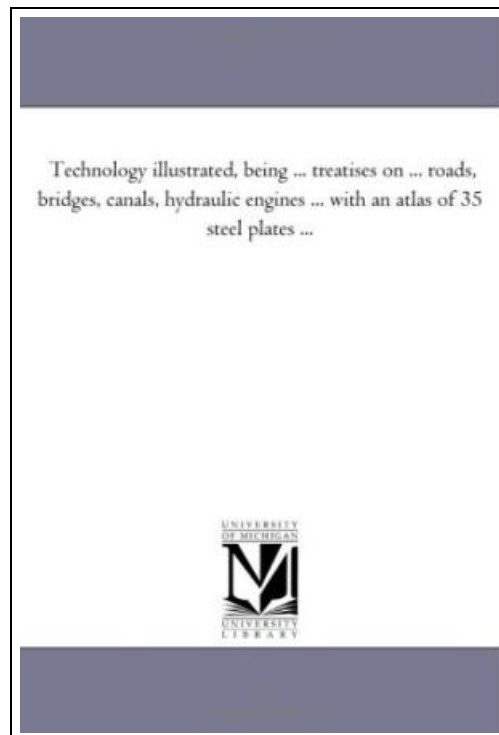 Technology illustrated, being ... treatises on ... roads,
bridges, canals, hydraulic engines ... with an atlas of 35
steel plates ...
UNIVERSITY
OF MICHIGAN
M
UNIVERSITY
LIBRARY